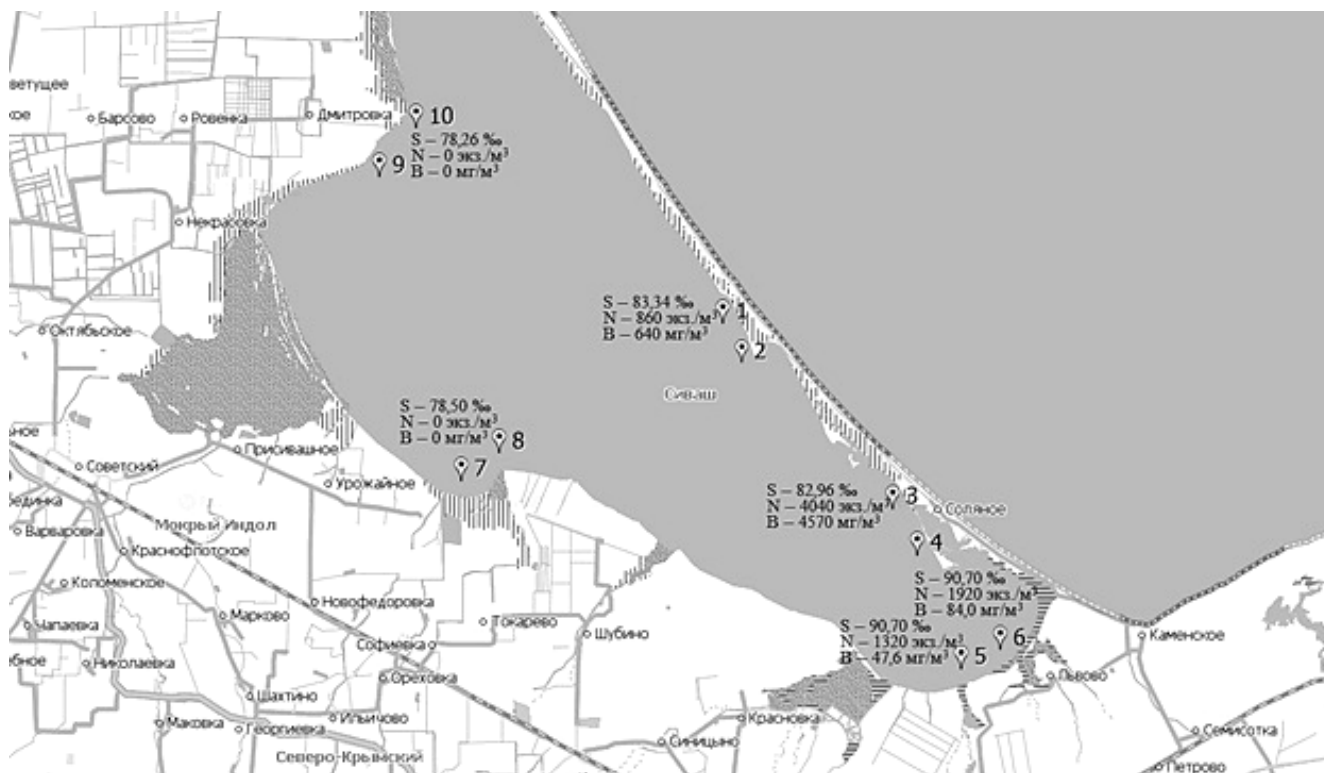 ветущее
Барсово
Ровенка
Дмитровка
10
S – 78,26 ‰
N – 0 экз./м³
B – 0 мг/м³
9
Некрасовка
S – 83,34 ‰
N – 860 экз./м³
B – 640 мг/м³
1
2
Октябрьское
Сиваш
S – 78,50 ‰
N – 0 экз./м³
B – 0 мг/м³
8
7
Присивашное
Советский
Урожайное
S – 82,96 ‰
N – 4040 экз./м³
B – 4570 мг/м³
3
Соляное
4
Мокрый Индол
Варваровка
Краснофлотское
Коломенское
S – 90,70 ‰
N – 1920 экз./м³
B – 84,0 мг/м³
6
Новофедоровка
Марково
Токарево
Шубино
Чапаевка
S – 90,70 ‰
N – 1320 экз./м³
B – 47,6 мг/м³
5
Каменское
Софиевка
Николаевка
Ореховка
Львово
Шахтино
Ильичово
Маковка
Георгиевка
Красновка
Синицыно
Семисотка
Северо-Крымский
Петрово